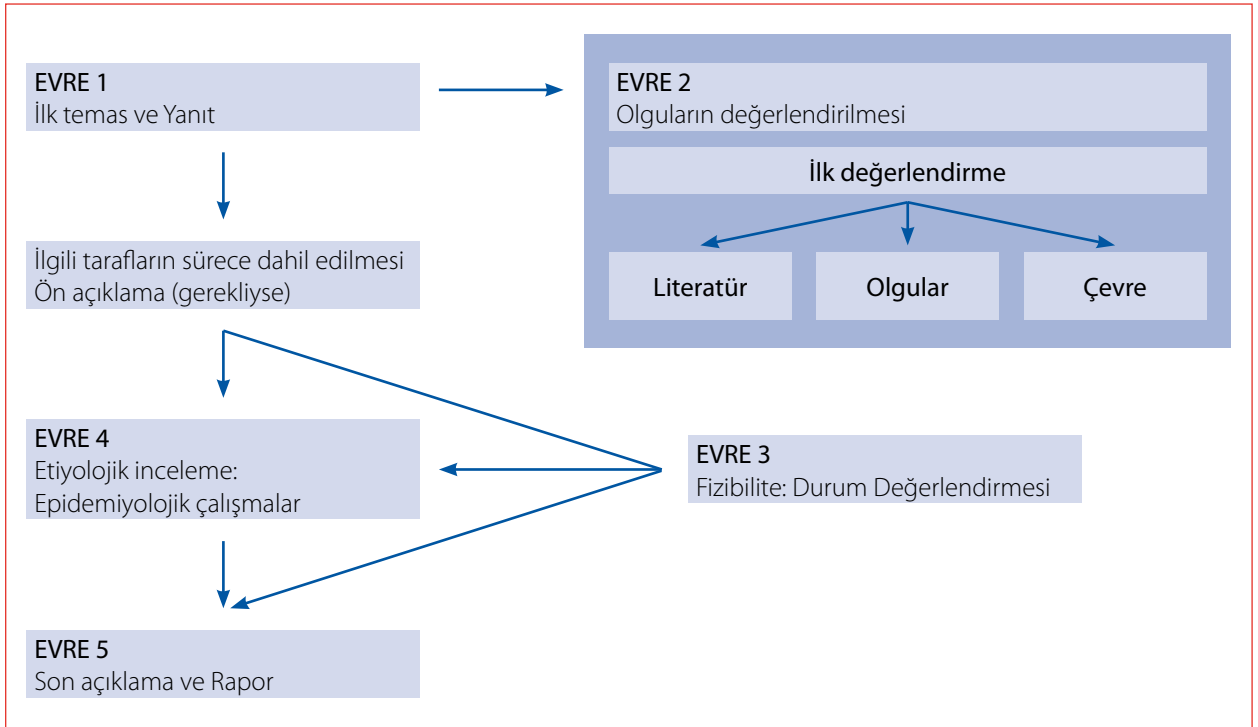 EVRE 1
İlk temas ve Yanıt
EVRE 2
Olguların değerlendirilmesi
İlk değerlendirme
Literatür
Olgular
Çevre
İlgili tarafların sürece dahil edilmesi
Ön açıklama (gerekliyse)
EVRE 4
Etiyolojik inceleme:
Epidemiyolojik çalışmalar
EVRE 3
Fizibilite: Durum Değerlendirmesi
EVRE 5
Son açıklama ve Rapor